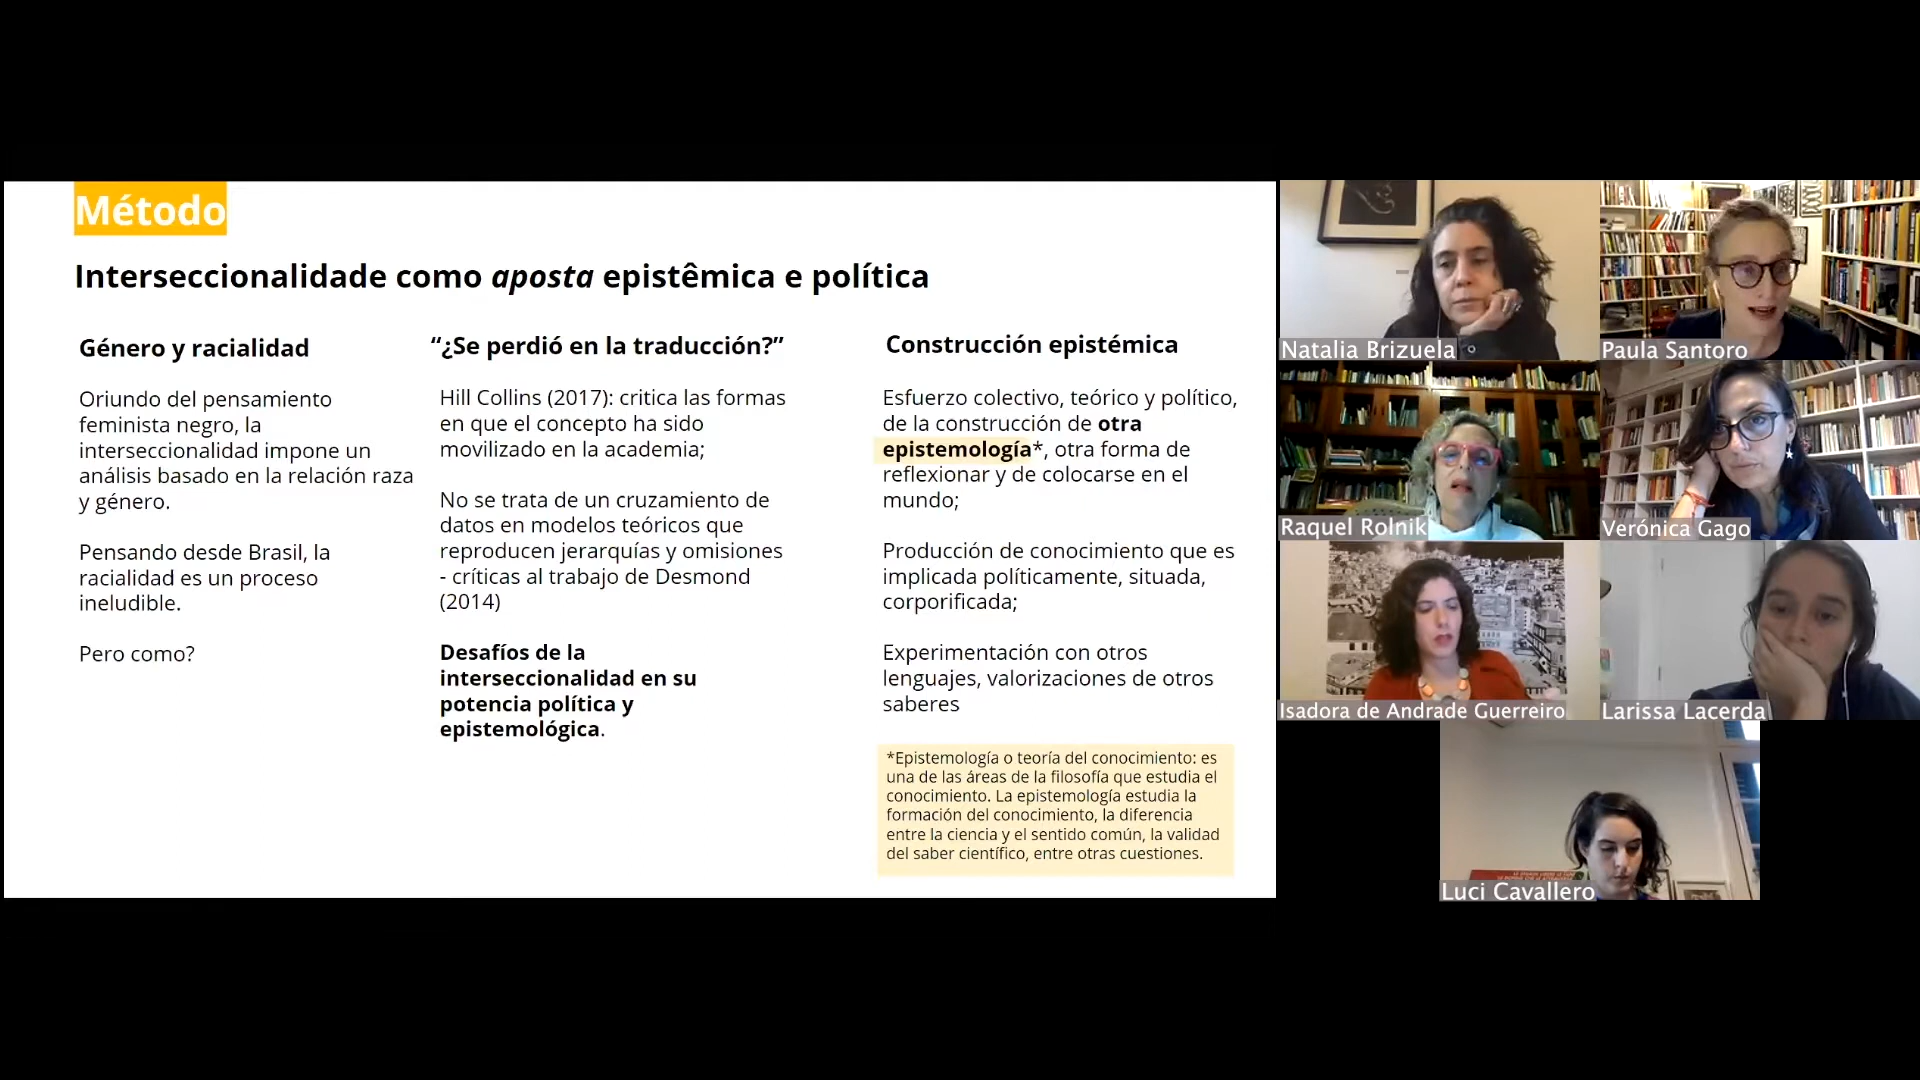 Método
Interseccionalidade como aposta epistêmica e política
Género y racialidad
Oriundo del pensamiento
feminista negro, la
interseccionalidad impone un
análisis basado en la relación raza
y género.
Pensando desde Brasil, la
racialidad es un proceso
ineludible.
Pero como?
“¿Se perdió en la traducción?”
Hill Collins (2017): critica las formas
en que el concepto ha sido
movilizado en la academia;
No se trata de un cruzamiento de
datos en modelos teóricos que
reproducen jerarquías y omisiones
- críticas al trabajo de Desmond
(2014)
Desafíos de la
interseccionalidad en su
potencia política y
epistemológica.
Construcción epistémica
Esfuerzo colectivo, teórico y político,
de la construcción de otra
epistemología*, otra forma de
reflexionar y de colocarse en el
mundo;
Producción de conocimiento que es
implicada políticamente, situada,
corporificada;
Experimentación con otros
lenguajes, valorizaciones de otros
saberes
*Epistemología o teoría del conocimiento: es
una de las áreas de la filosofía que estudia el
conocimiento. La epistemología estudia la
formación del conocimiento, la diferencia
entre la ciencia y el sentido común, la validad
del saber científico, entre otras cuestiones.
Natalia Brizuela
Paula Santoro
Raquel Rolnik
Verónica Gago
Isadora de Andrade Guerreiro
Larissa Lacerda
Luci Cavallero